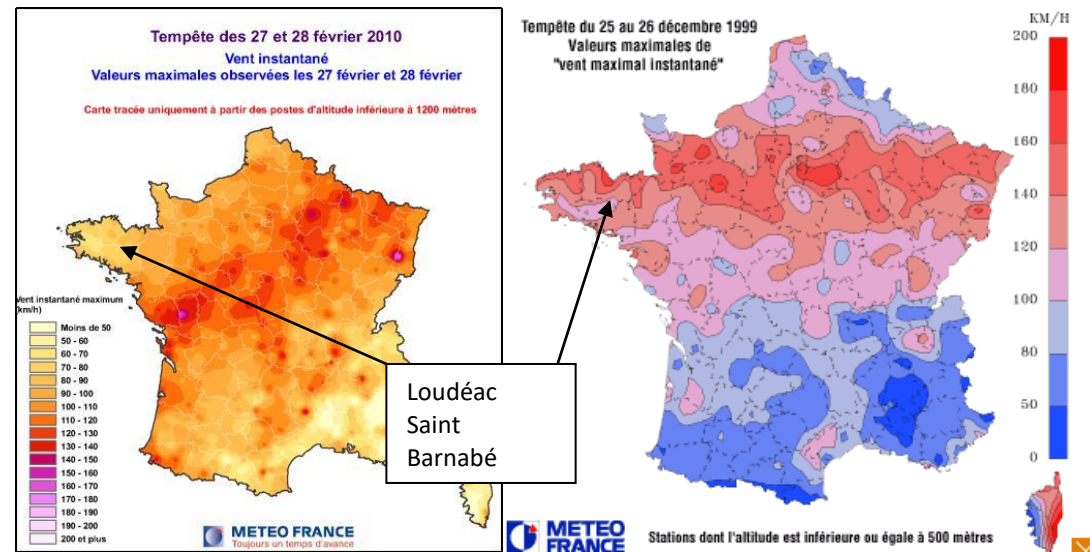 Tempête des 27 et 28 février 2010
Vent instantané
Valeurs maximales observées les 27 février et 28 février
Carte tracée uniquement à partir des postes d'altitude inférieure à 1200 mètres
Vent instantané maximum
(km/h)
Moins de 50
50 - 60
60 - 70
70 - 80
80 - 90
90 - 100
100 - 110
110 - 120
120 - 130
130 - 140
140 - 150
150 - 160
160 - 170
170 - 180
180 - 190
190 - 200
200 et plus
METEO FRANCE
Toujours un temps d'avance
Loudéac
Saint
Barnabé
Tempête du 25 au 26 décembre 1999
Valeurs maximales de
"vent maximal instantané"
KM/H
200
180
160
140
120
100
80
50
0
METEO
FRANCE
Stations dont l'altitude est inférieure ou égale à 500 mètres